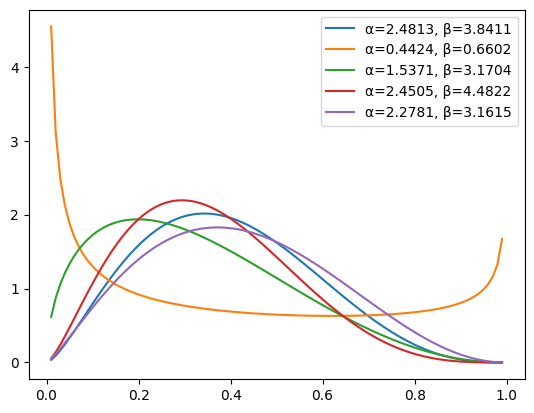 α=2.4813, β=3.8411
α=0.4424, β=0.6602
α=1.5371, β=3.1704
α=2.4505, β=4.4822
α=2.2781, β=3.1615
4
3
2
1
0
0.0 0.2 0.4 0.6 0.8 1.0